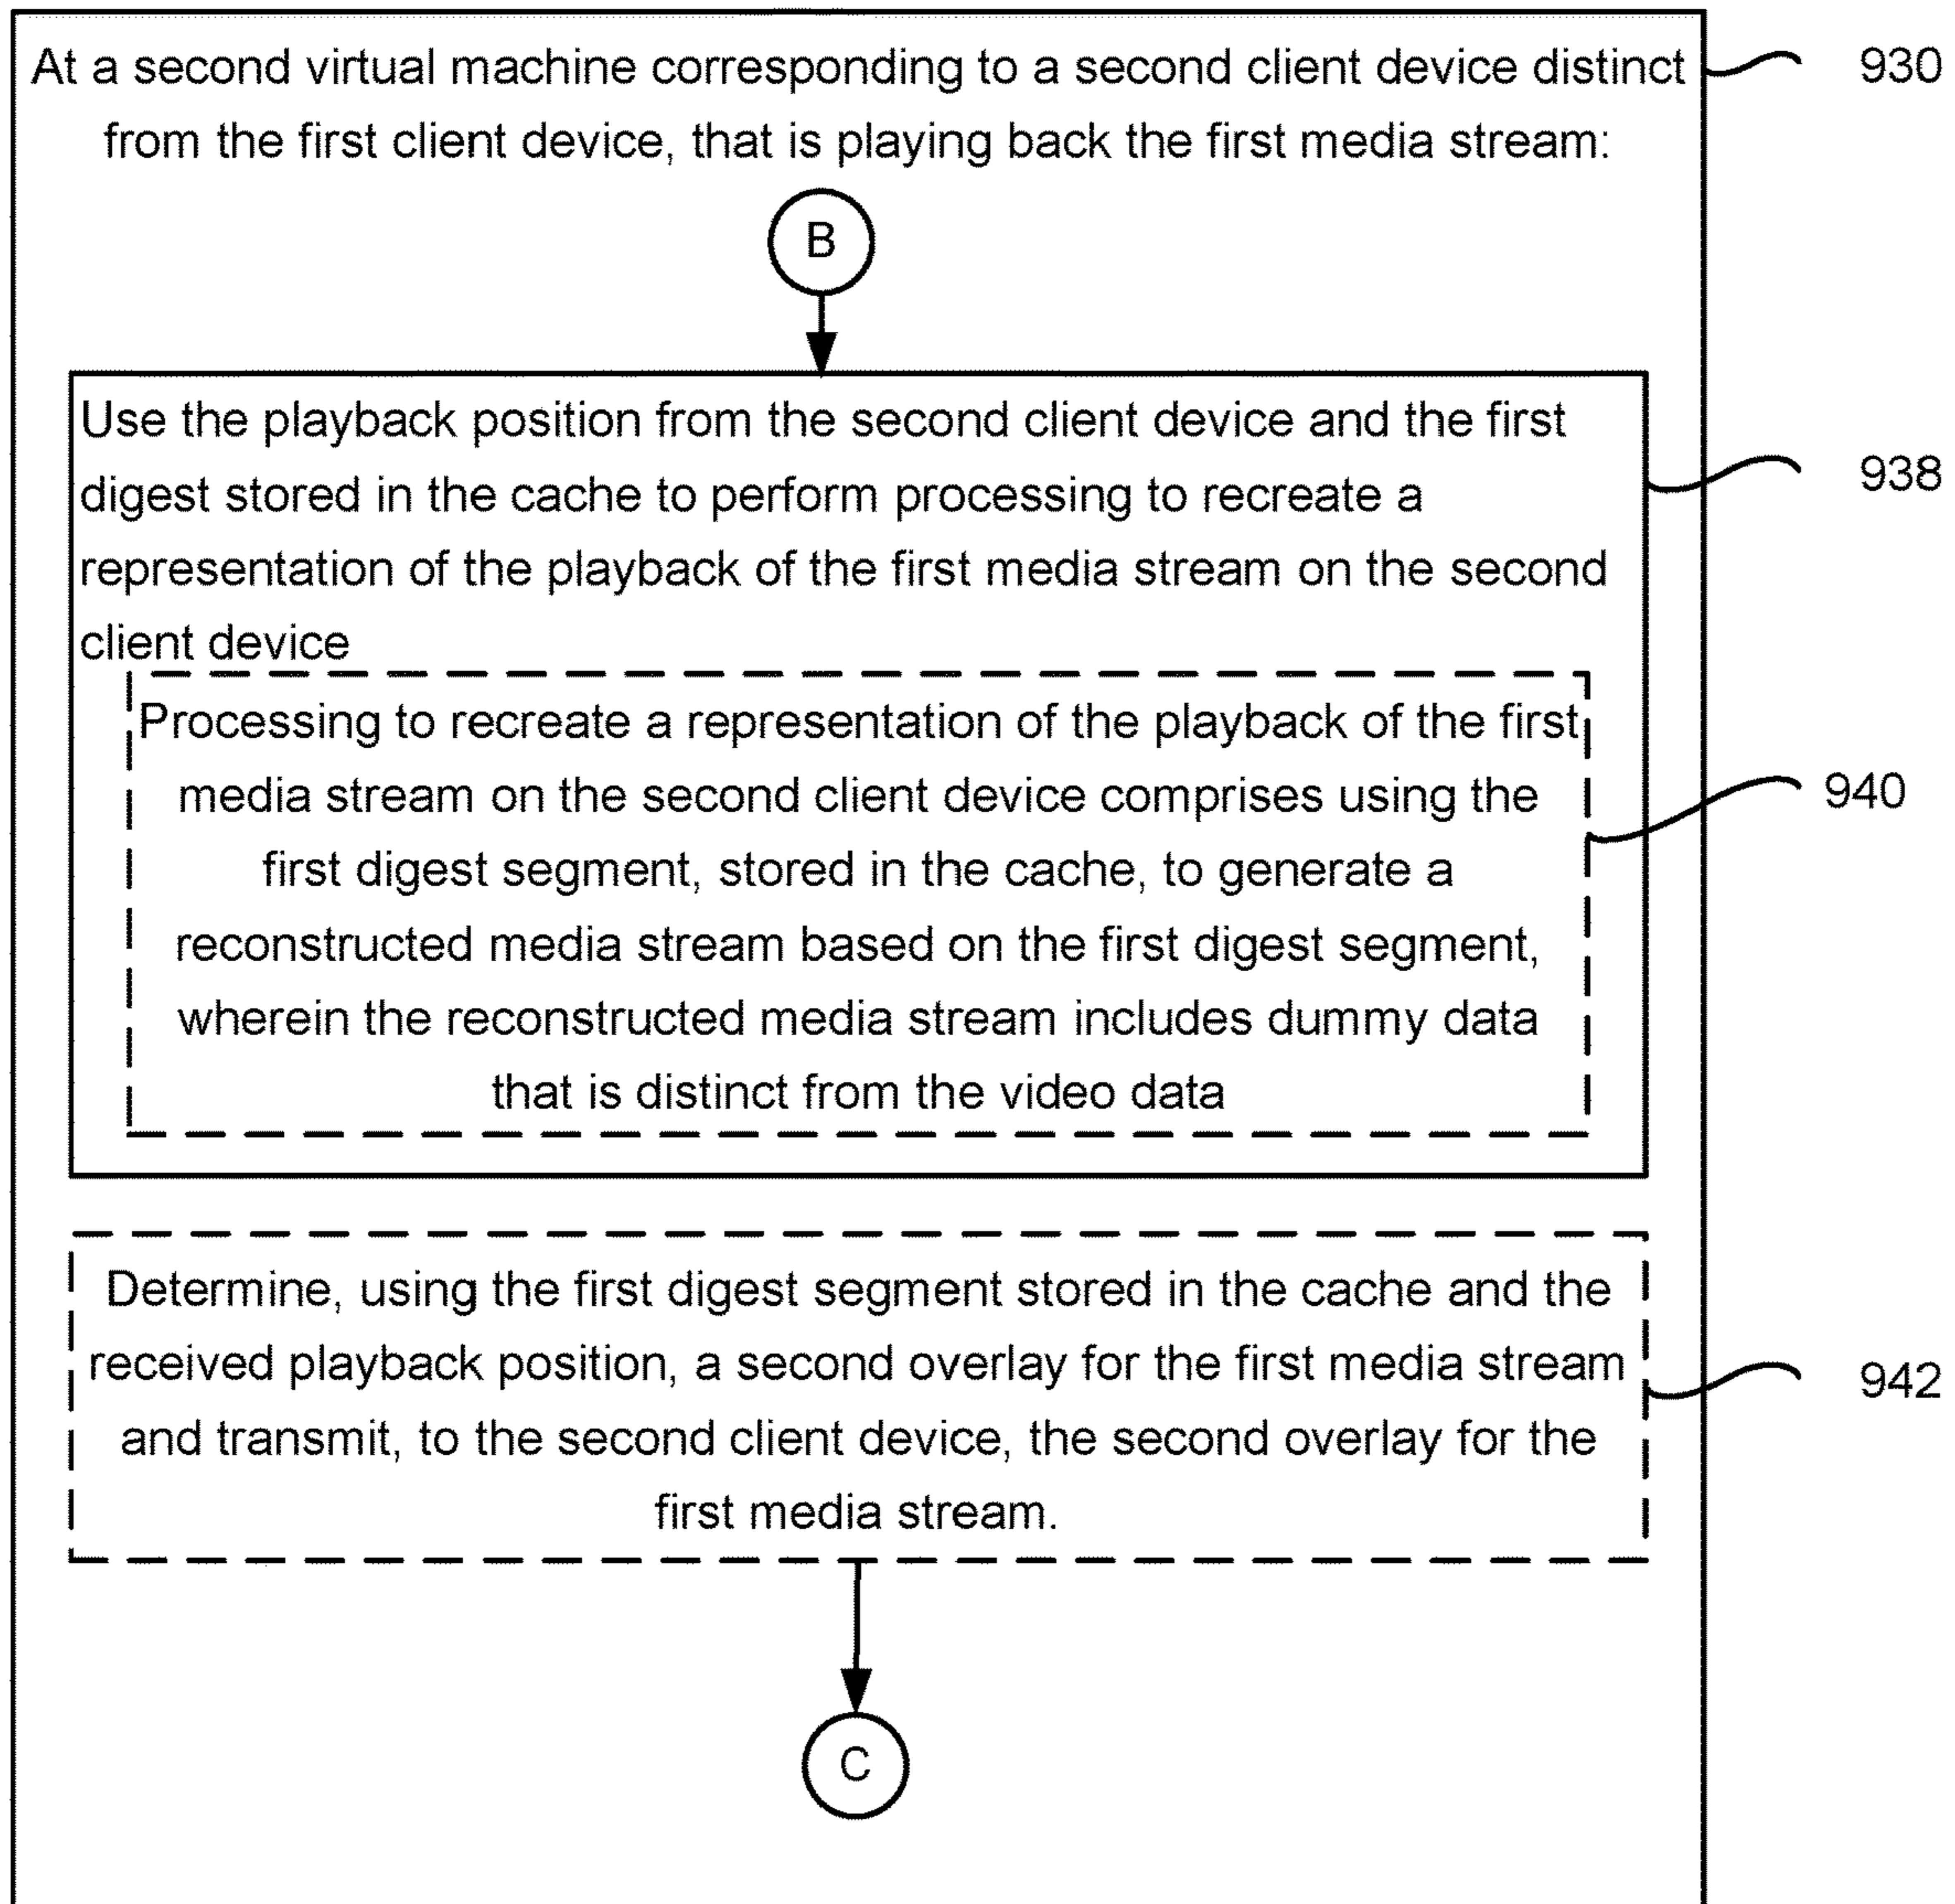 At a second virtual machine corresponding to a second client device distinct
930
from the first client device, that is playing back the first media stream:
B
Use the playback position from the second client device and the first
digest stored in the cache to perform processing to recreate a
938
representation of the playback of the first media stream on the second
client device
Processing to recreate a representation of the playback of the first
media stream on the second client device comprises using the
940
first digest segment, stored in the cache, to generate a
reconstructed media stream based on the first digest segment,
wherein the reconstructed media stream includes dummy data
that is distinct from the video data
Determine, using the first digest segment stored in the cache and the
received playback position, a second overlay for the first media stream
942
and transmit, to the second client device, the second overlay for the
first media stream.
C